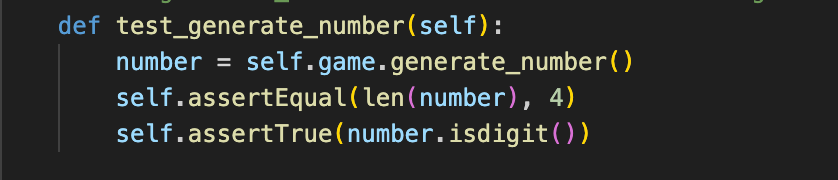 def test_generate_number(self):
number = self.game.generate_number()
self.assertEqual(len(number), 4)
self.assertTrue(number.isdigit())